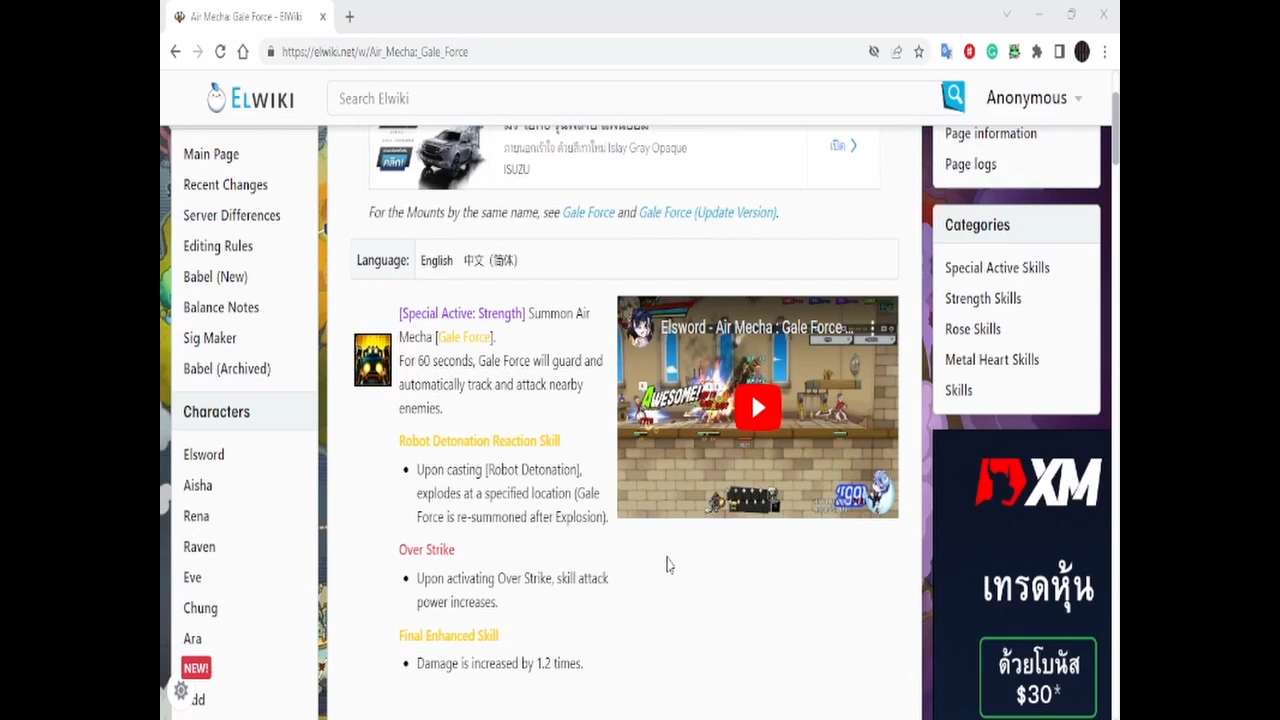 Air Mecha: Gale Force - ElWiki
https://elwiki.net/w/Air_Mecha:_Gale_Force
ELWIKI
Search Elwiki
Anonymous
Main Page
Recent Changes
Server Differences
Editing Rules
Babel (New)
Balance Notes
Sig Maker
Babel (Archived)
Characters
Elsword
Aisha
Rena
Raven
Eve
Chung
Ara
NEW!
คลิก!
ภายนอกเร้าใจ ด้วยสีเทาใหม่ Islay Gray Opaque
ISUZU
เปิด
For the Mounts by the same name, see Gale Force and Gale Force (Update Version).
Language:
English
中文 (简体)
[Special Active: Strength] Summon Air
Mecha [Gale Force].
For 60 seconds, Gale Force will guard and
automatically track and attack nearby
enemies.
Robot Detonation Reaction Skill
Upon casting [Robot Detonation],
explodes at a specified location (Gale
Force is re-summoned after Explosion).
Over Strike
Upon activating Over Strike, skill attack
power increases.
Final Enhanced Skill
Damage is increased by 1.2 times.
Elsword - Air Mecha : Gale Force...
AWESOME!
Page information
Page logs
Categories
Special Active Skills
Strength Skills
Rose Skills
Metal Heart Skills
Skills
XM
เทรดหุ้น
ด้วยโบนัส
$30*